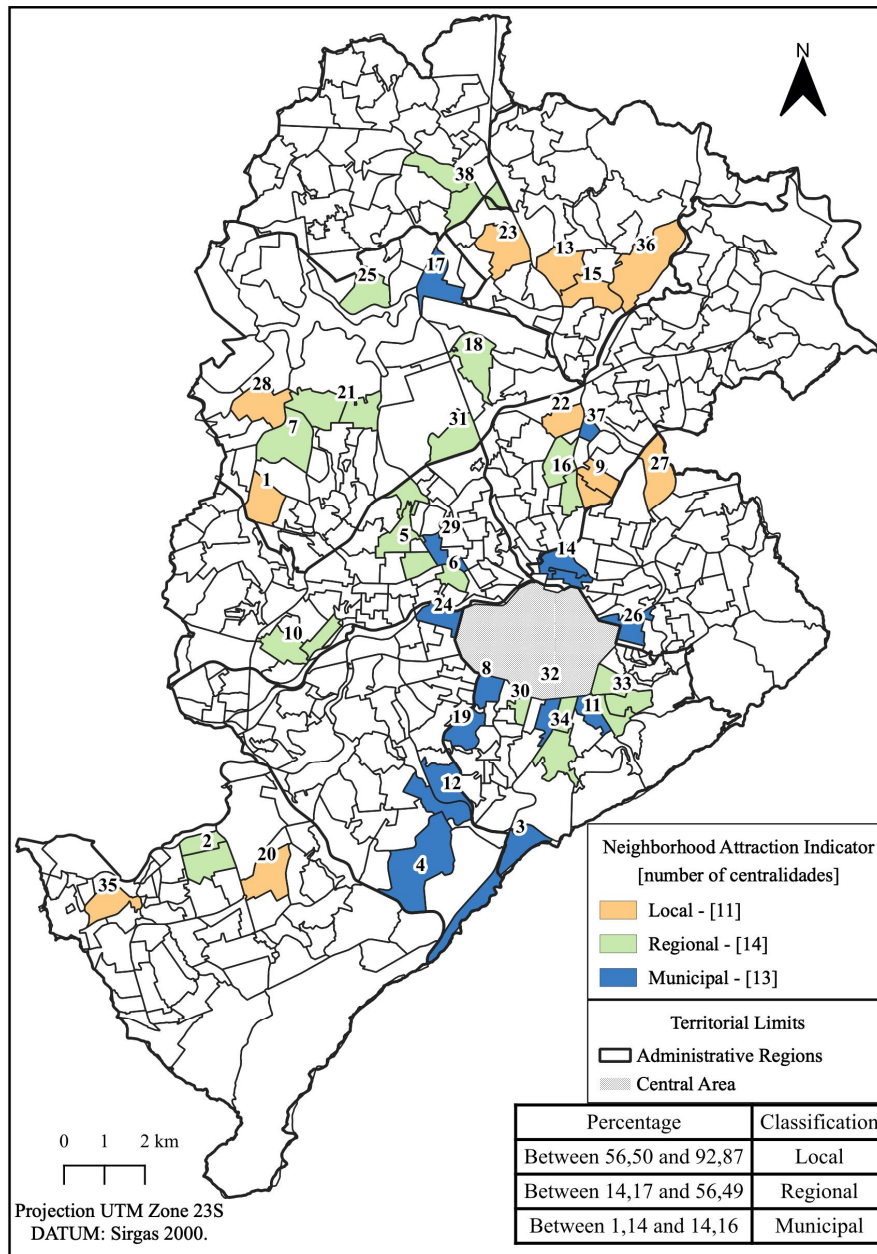 N
38
23
13
36
17
15
25
18
28
21
22
37
31
7
16
9
27
1
29
5
14
6
24
26
10
32
8
33
30
11
34
19
12
3
2
4
20
35
Neighborhood Attraction Indicator
[number of centralidades]
Local - [11]
Regional - [14]
Municipal - [13]
Territorial Limits
Administrative Regions
Central Area
Percentage Classification
Between 56,50 and 92,87 Local
Between 14,17 and 56,49 Regional
Between 1,14 and 14,16 Municipal
0 1 2 km
Projection UTM Zone 23S
DATUM: Sirgas 2000.